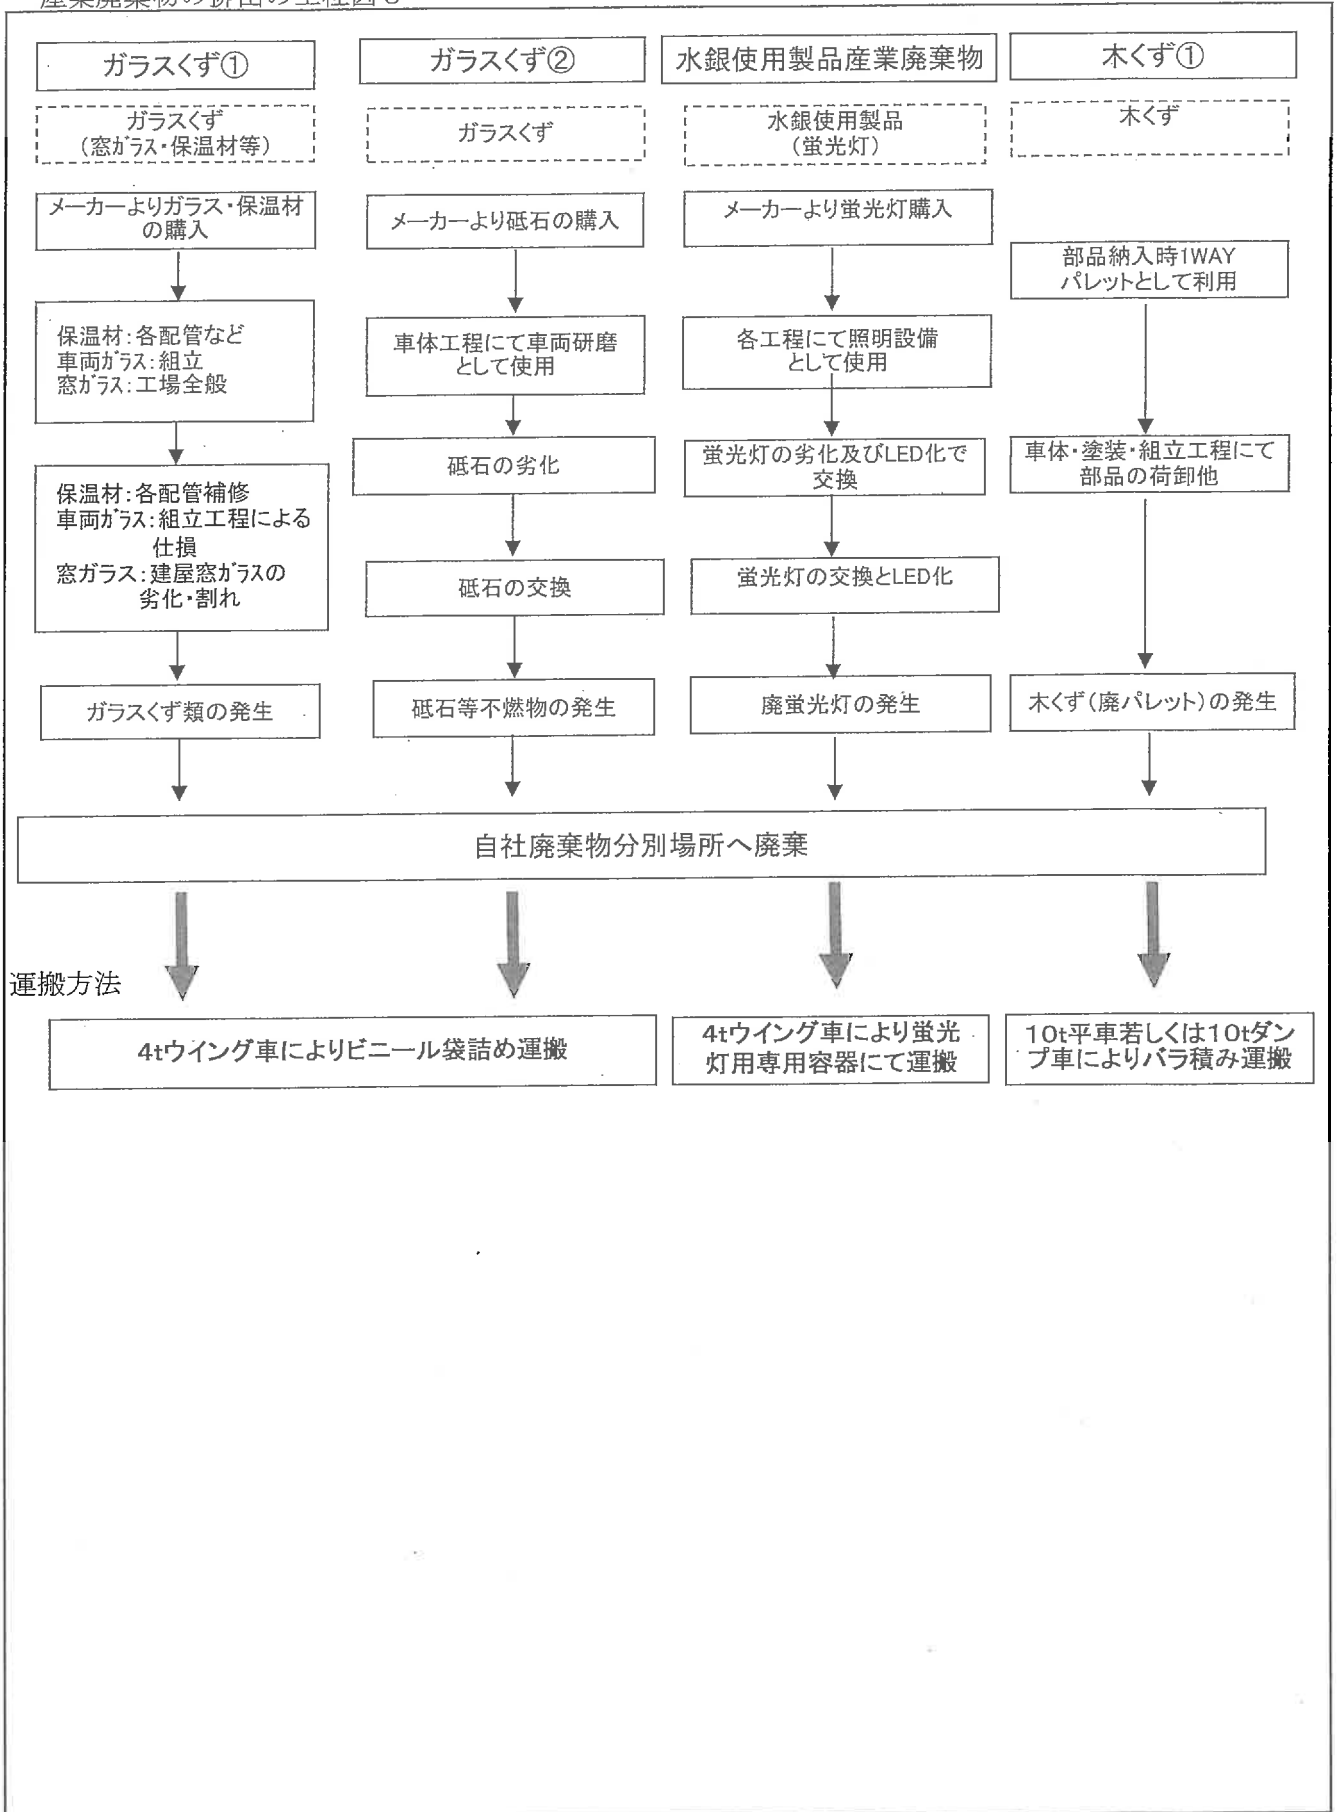 産業廃棄物の排出の工程図
ガラスくず①
ガラスくず
(窓ガラス・保温材等)
メーカーよりガラス・保温材
の購入
保温材:各配管など
車両ガラス:組立
窓ガラス:工場全般
保温材:各配管補修
車両ガラス:組立工程による
仕損
窓ガラス:建屋窓ガラスの
劣化・割れ
ガラスくず類の発生
ガラスくず②
ガラスくず
メーカーより砥石の購入
車体工程にて車両研磨
として使用
砥石の劣化
砥石の交換
砥石等不燃物の発生
水銀使用製品産業廃棄物
水銀使用製品
(蛍光灯)
メーカーより蛍光灯購入
各工程にて照明設備
として使用
蛍光灯の劣化及びLED化で
交換
蛍光灯の交換とLED化
廃蛍光灯の発生
木くず①
木くず
部品納入時1WAY
パレットとして利用
車体・塗装・組立工程にて
部品の荷卸他
木くず(廃パレット)の発生
自社廃棄物分別場所へ廃棄
運搬方法
4tウイング車によりビニール袋詰め運搬
4tウイング車により蛍光
灯用専用容器にて運搬
10t平車若しくは10tダン
プ車によりバラ積み運搬